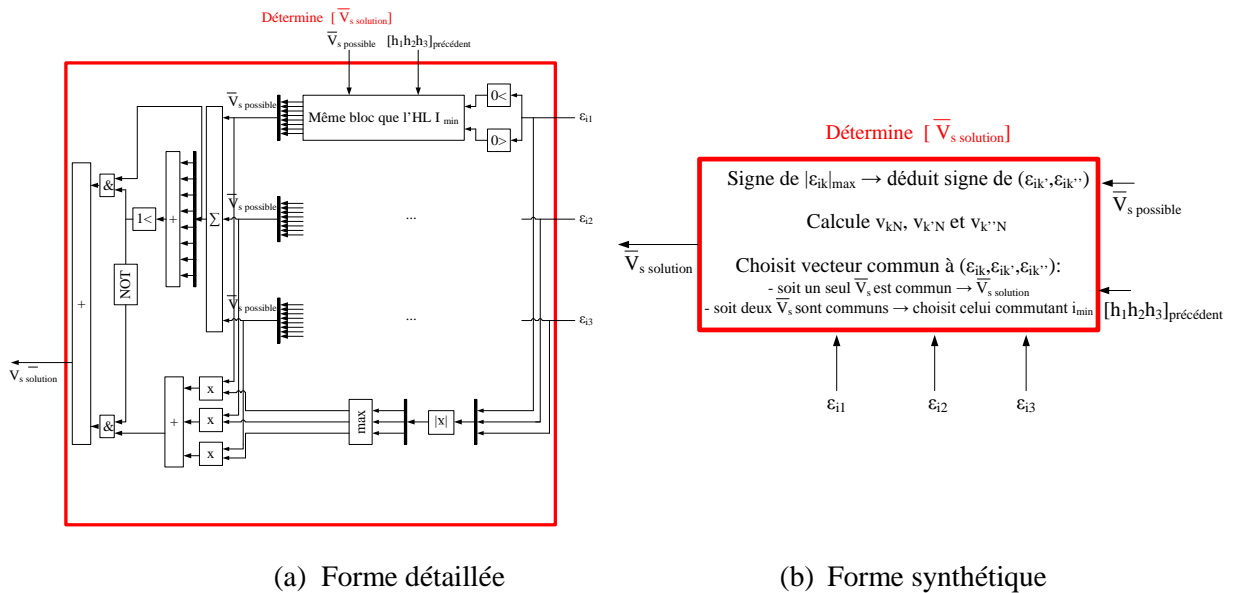 Détermine [V̅s solution]
V̅s possible [h1h2h3]précédent
V̅s possible
Même bloc que l'HL I min
0<
0>
εi1
&
+
1<
+
Σ
V̅s possible
...
εi2
NOT
V̅s possible
...
εi3
+
Vs solution
&
+
x
x
x
max
|x|
Détermine [V̅s solution]
Signe de |εik|max → déduit signe de (εik',εik'')
V̅s possible
Calcule vkN, vk'N et vk''N
V̅s solution
Choisit vecteur commun à (εik,εik',εik''):
- soit un seul V̅s est commun → V̅s solution
- soit deux V̅s sont communs → choisit celui commutant imin
[h1h2h3]précédent
εi1 εi2 εi3
(a) Forme détaillée
(b) Forme synthétique